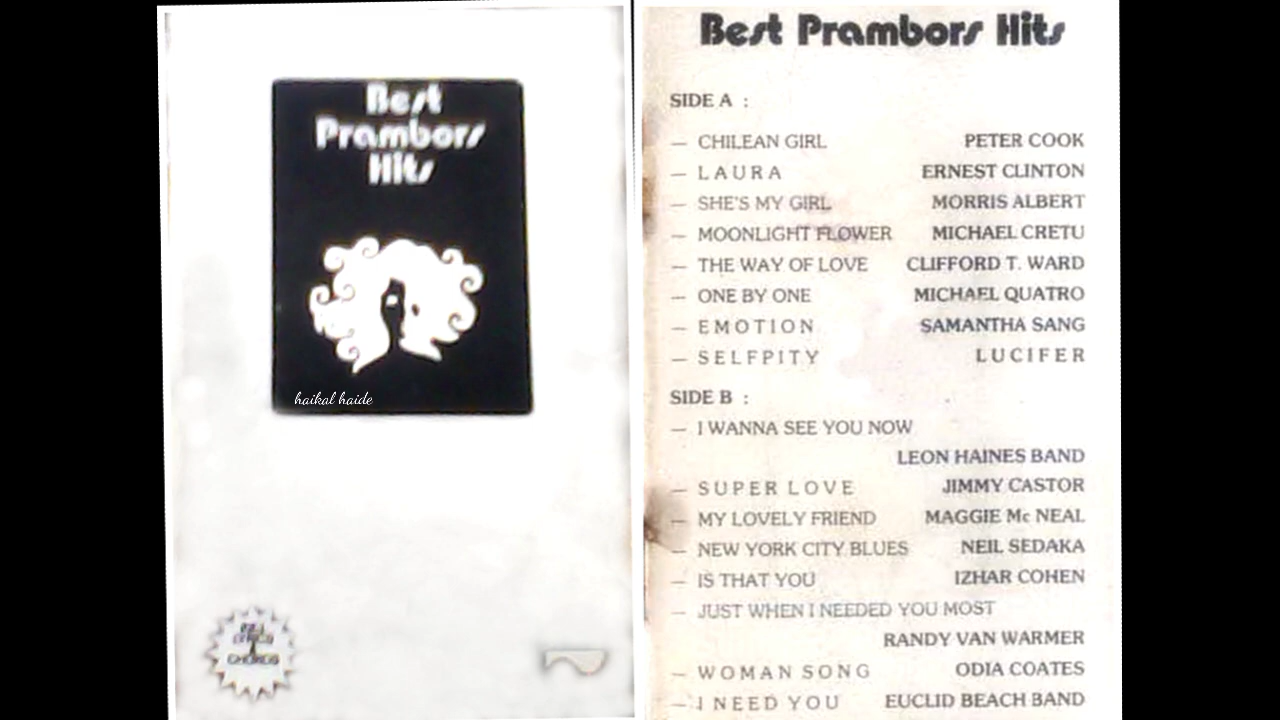 Best
Prambors
Hits
haikal haide
CHORDS
Best Prambors Hits
SIDE A :
— CHILEAN GIRL PETER COOK
— LAURA ERNEST CLINTON
— SHE'S MY GIRL MORRIS ALBERT
— MOONLIGHT FLOWER MICHAEL CRETU
— THE WAY OF LOVE CLIFFORD T. WARD
— ONE BY ONE MICHAEL QUATRO
— EMOTION SAMANTHA SANG
— SELFPITY LUCIFER
SIDE B :
— I WANNA SEE YOU NOW
LEON HAINES BAND
— SUPER LOVE JIMMY CASTOR
— MY LOVELY FRIEND MAGGIE Mc NEAL
— NEW YORK CITY BLUES NEIL SEDAKA
— IS THAT YOU IZHAR COHEN
— JUST WHEN I NEEDED YOU MOST
RANDY VAN WARMER
— WOMAN SONG ODIA COATES
— I NEED YOU EUCLID BEACH BAND